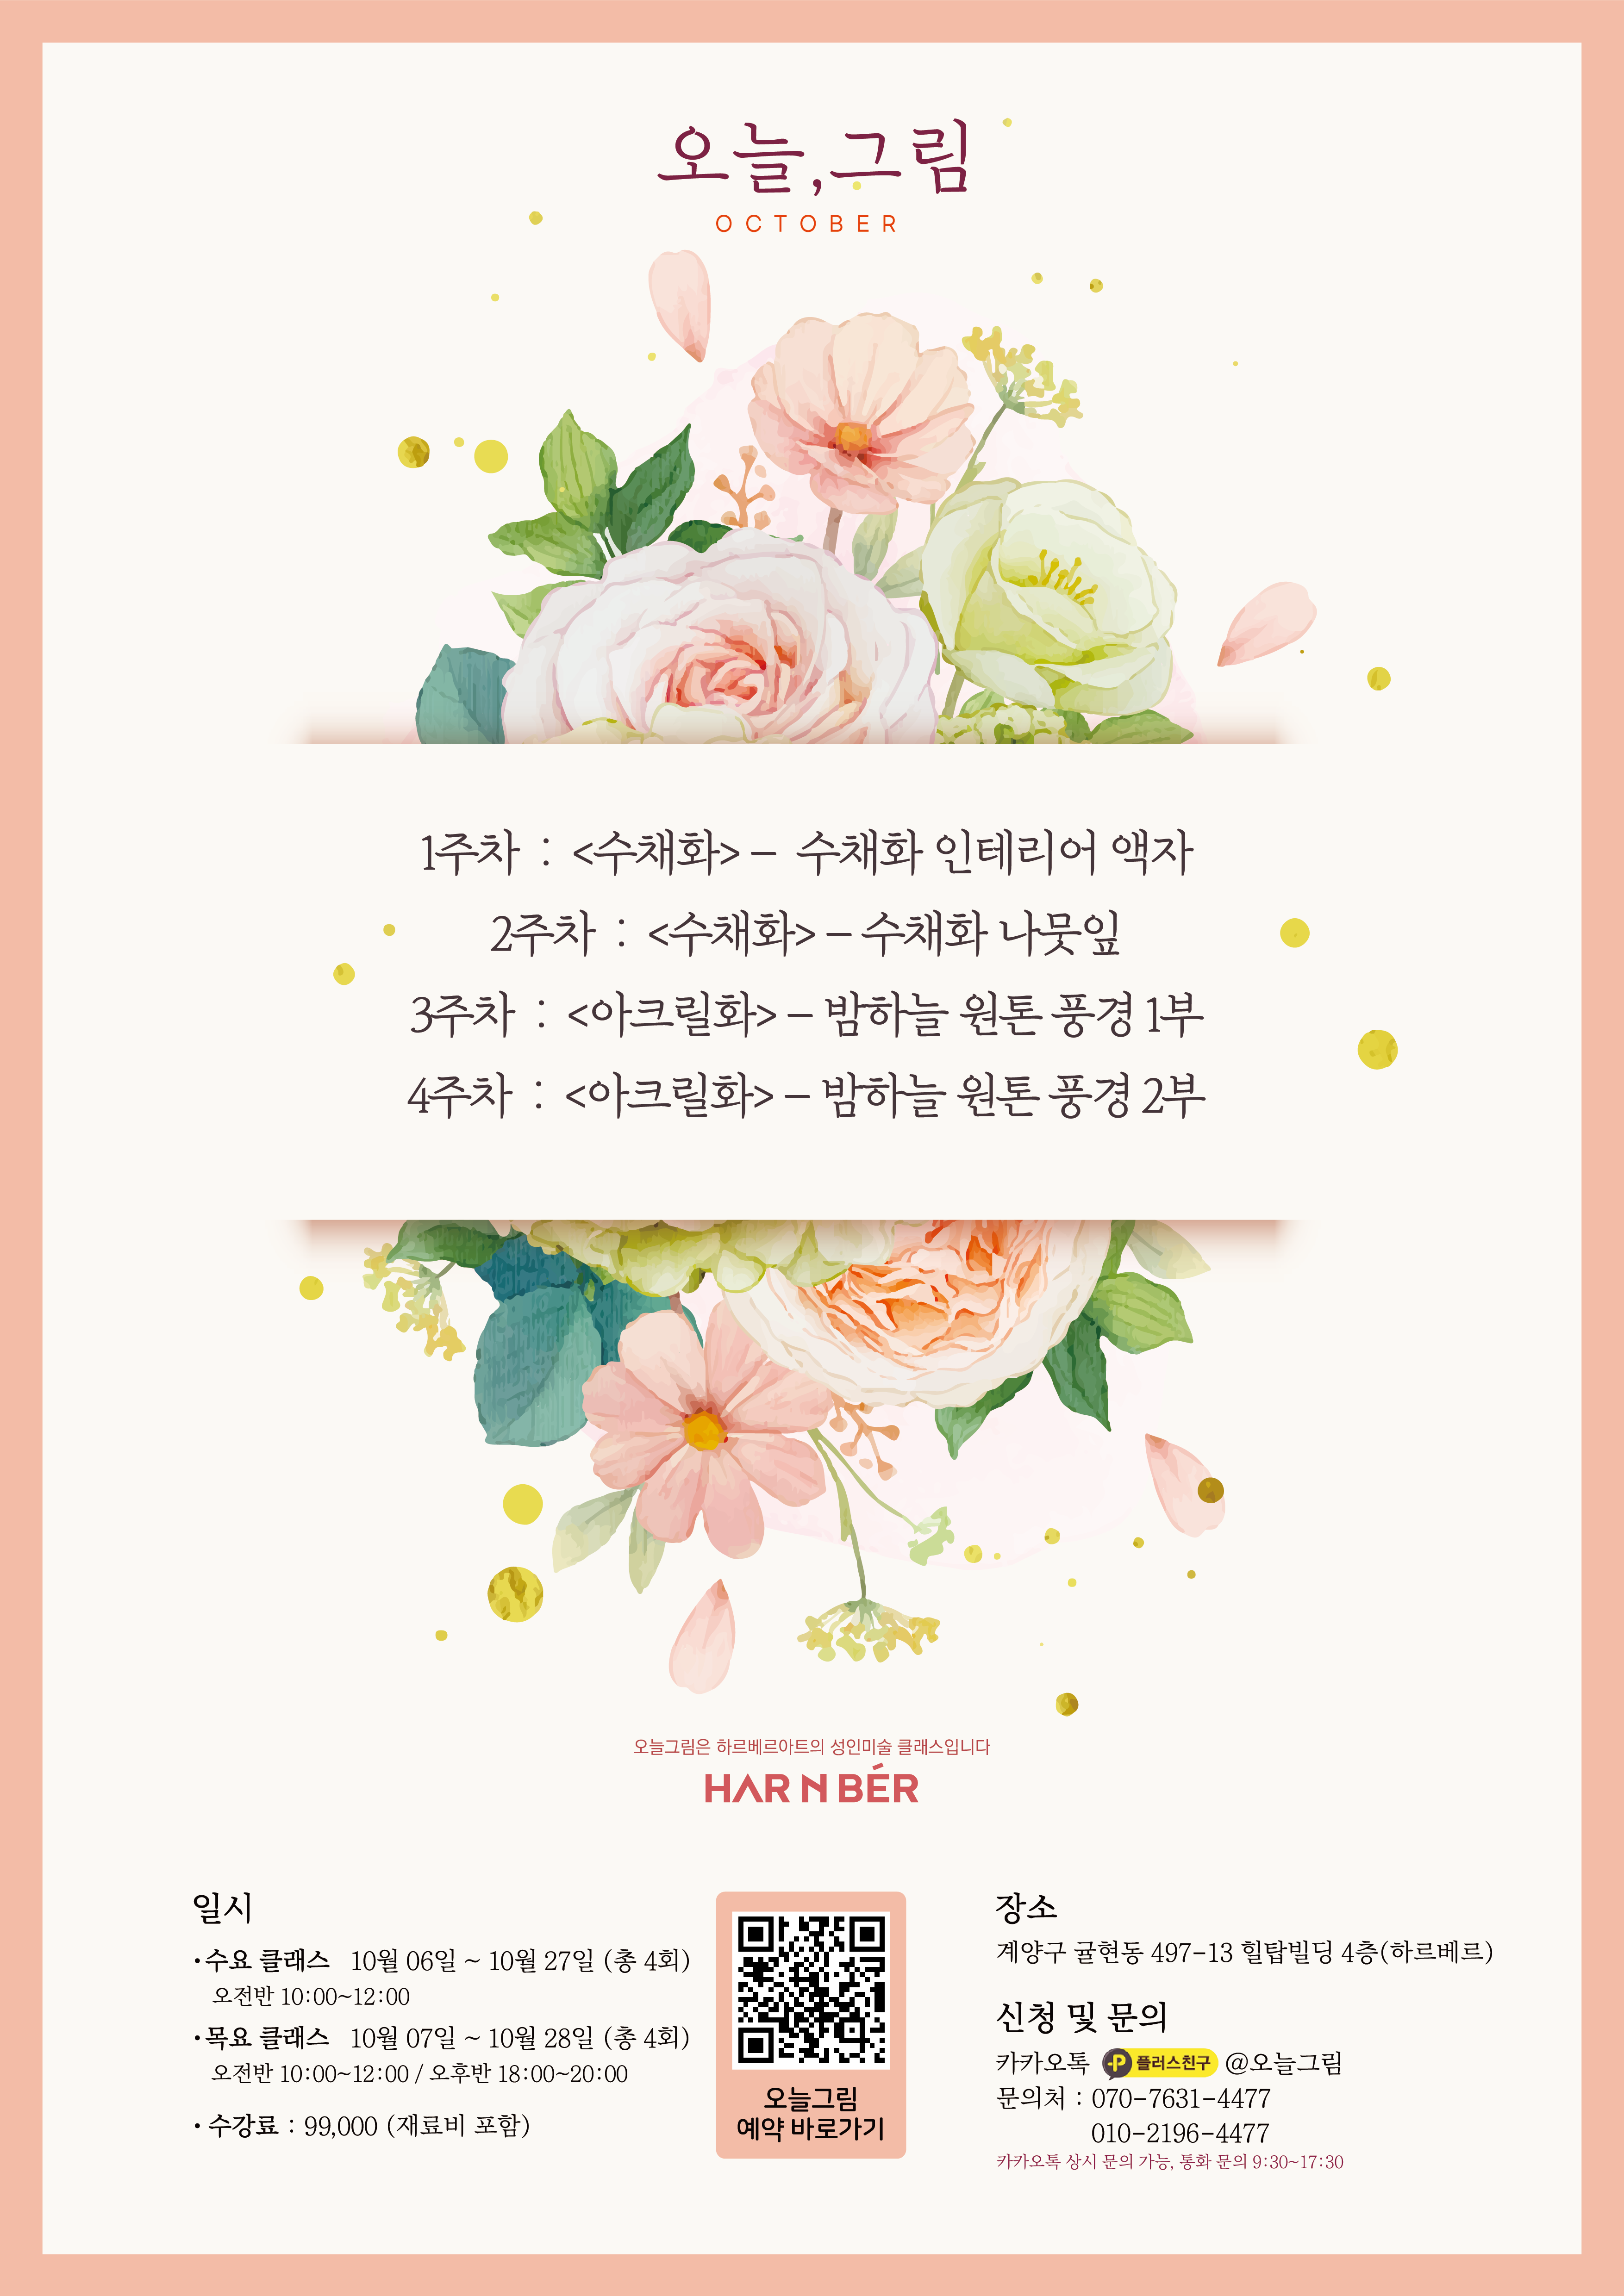 오늘,그림
OCTOBER
1주차 : <수채화> – 수채화 인테리어 액자
2주차 : <수채화> – 수채화 나뭇잎
3주차 : <아크릴화> – 밤하늘 원톤 풍경 1부
4주차 : <아크릴화> – 밤하늘 원톤 풍경 2부
오늘그림은 하르베르아트의 성인미술 클래스입니다
HAR N BÉR
일시
· 수요 클래스 10월 06일 ~ 10월 27일 (총 4회)
오전반 10:00~12:00
· 목요 클래스 10월 07일 ~ 10월 28일 (총 4회)
오전반 10:00~12:00 / 오후반 18:00~20:00
· 수강료 : 99,000 (재료비 포함)
오늘그림
예약 바로가기
장소
계양구 귤현동 497-13 힐탑빌딩 4층(하르베르)
신청 및 문의
카카오톡 P 플러스친구 @오늘그림
문의처 : 070-7631-4477
010-2196-4477
카카오톡 상시 문의 가능, 통화 문의 9:30~17:30